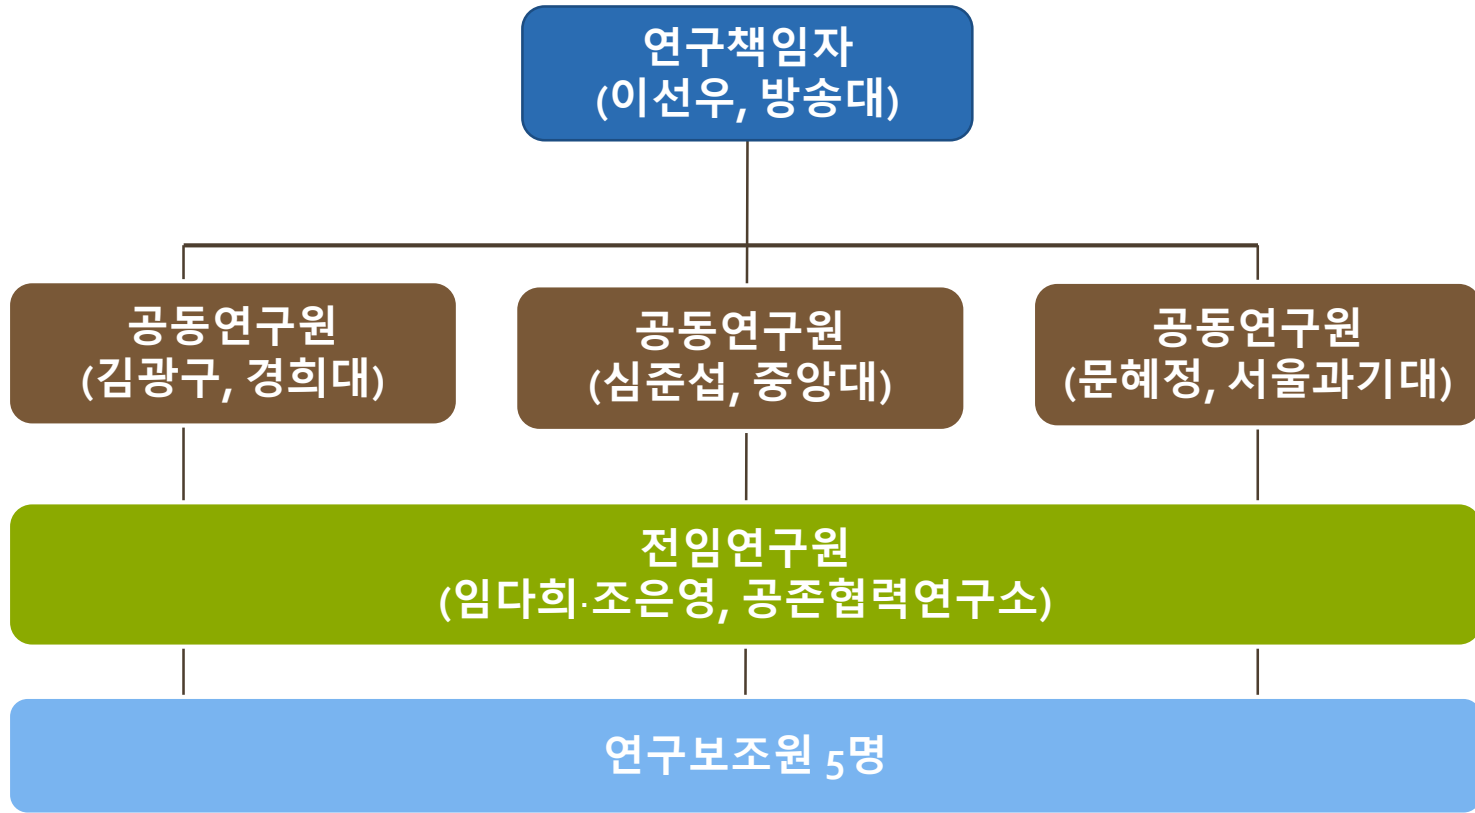 연구책임자
(이선우, 방송대)
공동연구원
(김광구, 경희대)
공동연구원
(심준섭, 중앙대)
공동연구원
(문혜정, 서울과기대)
전임연구원
(임다희·조은영, 공존협력연구소)
연구보조원 5명